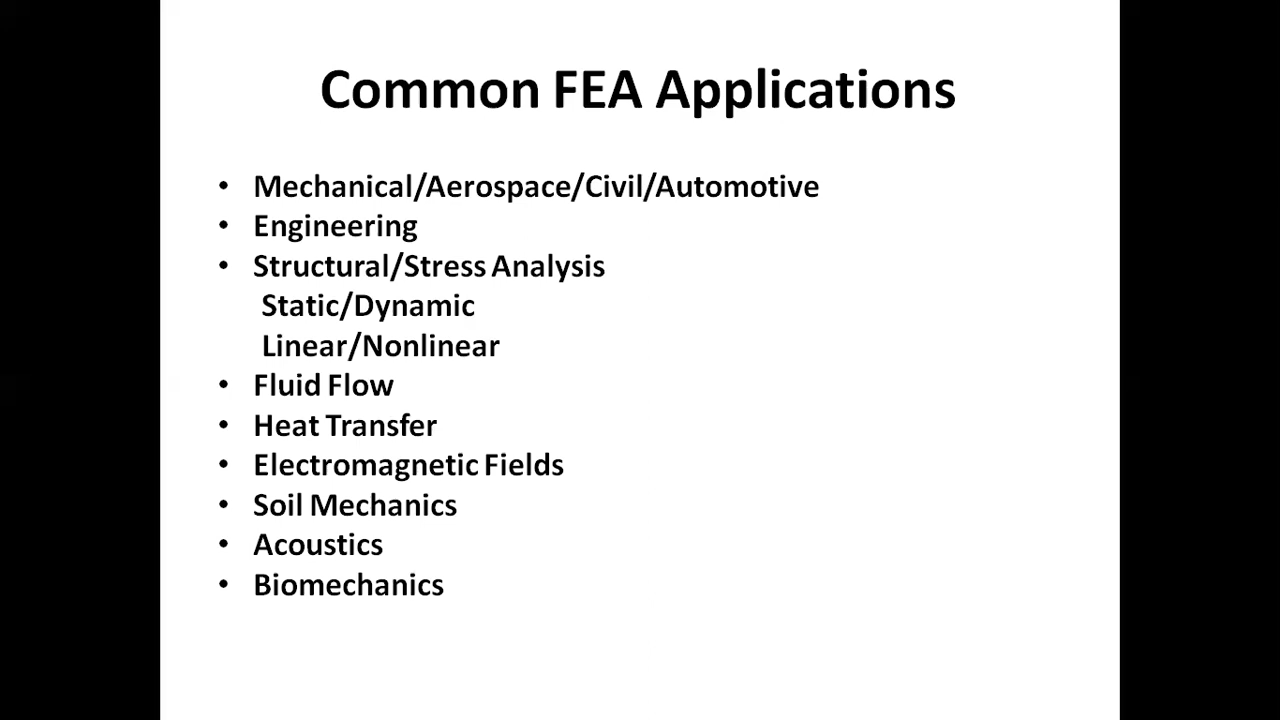 Common FEA Applications
• Mechanical/Aerospace/Civil/Automotive
• Engineering
• Structural/Stress Analysis
Static/Dynamic
Linear/Nonlinear
• Fluid Flow
• Heat Transfer
• Electromagnetic Fields
• Soil Mechanics
• Acoustics
• Biomechanics